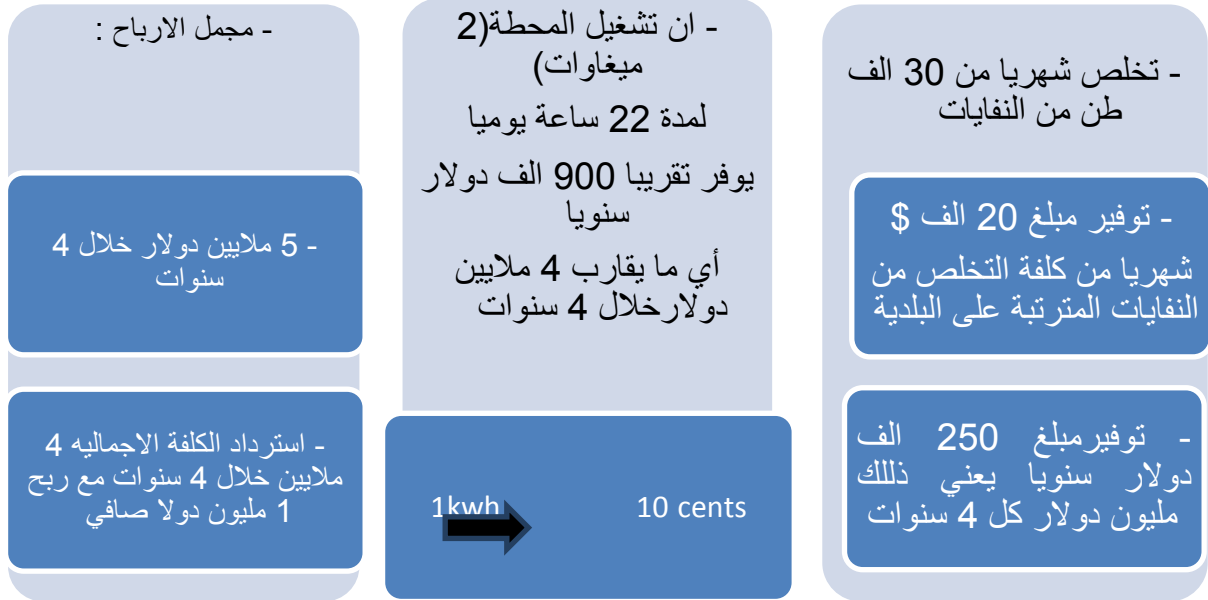 - تخلص شهريا من 30 الف
طن من النفايات
- توفير مبلغ 20 الف $
شهريا من كلفة التخلص من
النفايات المترتبة على البلدية
- توفيرمبلغ 250 الف
دولار سنويا يعني ذللك
مليون دولار كل 4 سنوات
- ان تشغيل المحطة(2
ميغاوات)
لمدة 22 ساعة يوميا
يوفر تقريبا 900 الف دولار
سنويا
أي ما يقارب 4 ملايين
دولارخلال 4 سنوات
1kwh 10 cents
- مجمل الارباح :
- 5 ملايين دولار خلال 4
سنوات
- استرداد الكلفة الاجماليه 4
ملايين خلال 4 سنوات مع ربح
1 مليون دولا صافي